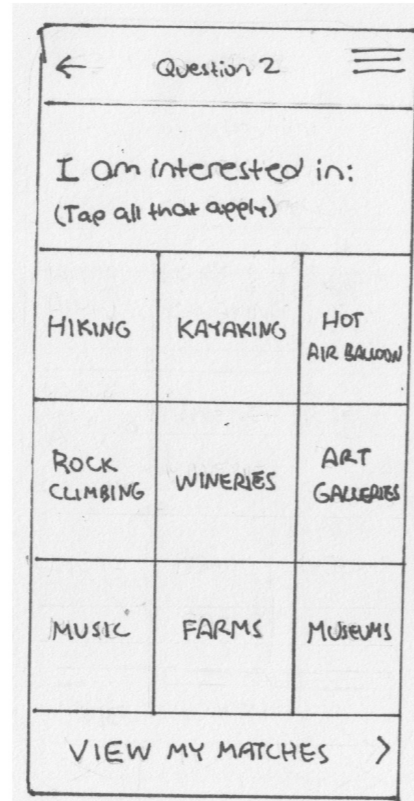 Question 2
I am interested in:
(Tap all that apply)
HIKING
KAYAKING
HOT
AIR BALLOON
ROCK
CLIMBING
WINERIES
ART
GALLERIES
MUSIC
FARMS
MUSEUMS
VIEW MY MATCHES >